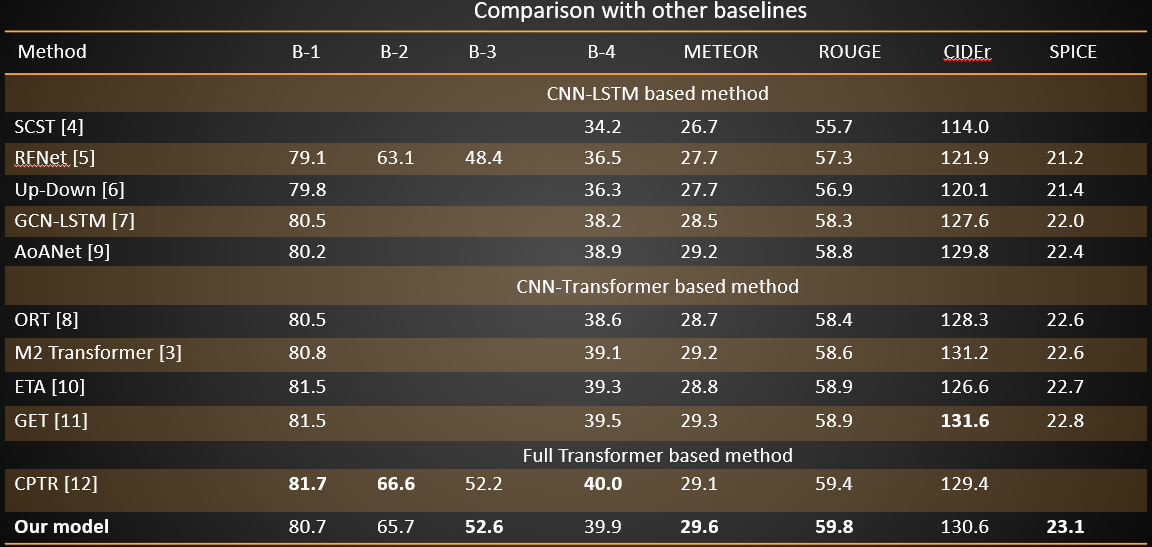 Comparison with other baselines
Method B-1 B-2 B-3 B-4 METEOR ROUGE CIDEr SPICE
CNN-LSTM based method
SCST [4] 34.2 26.7 55.7 114.0
RFNet [5] 79.1 63.1 48.4 36.5 27.7 57.3 121.9 21.2
Up-Down [6] 79.8 36.3 27.7 56.9 120.1 21.4
GCN-LSTM [7] 80.5 38.2 28.5 58.3 127.6 22.0
AoANet [9] 80.2 38.9 29.2 58.8 129.8 22.4
CNN-Transformer based method
ORT [8] 80.5 38.6 28.7 58.4 128.3 22.6
M2 Transformer [3] 80.8 39.1 29.2 58.6 131.2 22.6
ETA [10] 81.5 39.3 28.8 58.9 126.6 22.7
GET [11] 81.5 39.5 29.3 58.9 131.6 22.8
Full Transformer based method
CPTR [12] 81.7 66.6 52.2 40.0 29.1 59.4 129.4
Our model 80.7 65.7 52.6 39.9 29.6 59.8 130.6 23.1